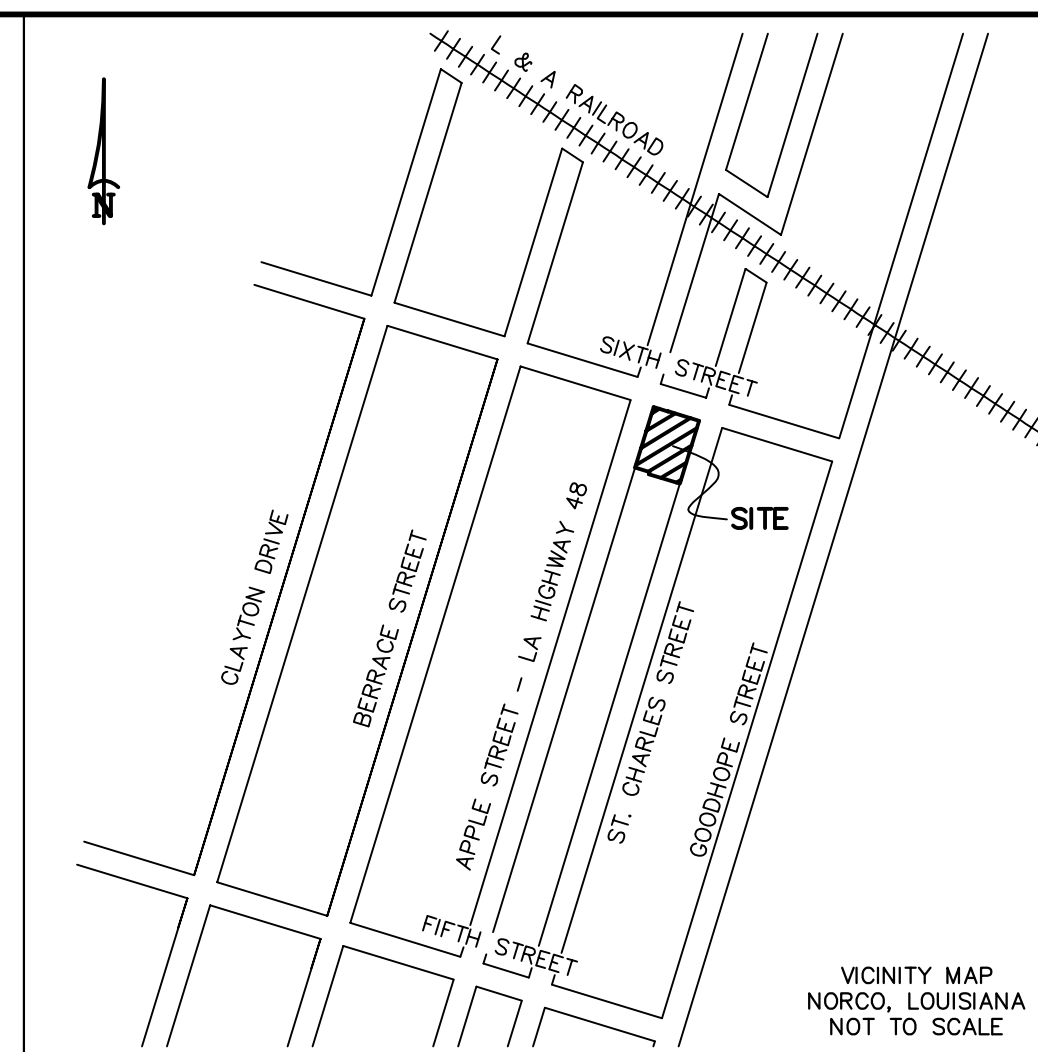 L & A RAILROAD
N
SIXTH STREET
SITE
CLAYTON DRIVE
BERRACE STREET
APPLE STREET - LA HIGHWAY 48
ST. CHARLES STREET
GOODHOPE STREET
FIFTH STREET
VICINITY MAP
NORCO, LOUISIANA
NOT TO SCALE